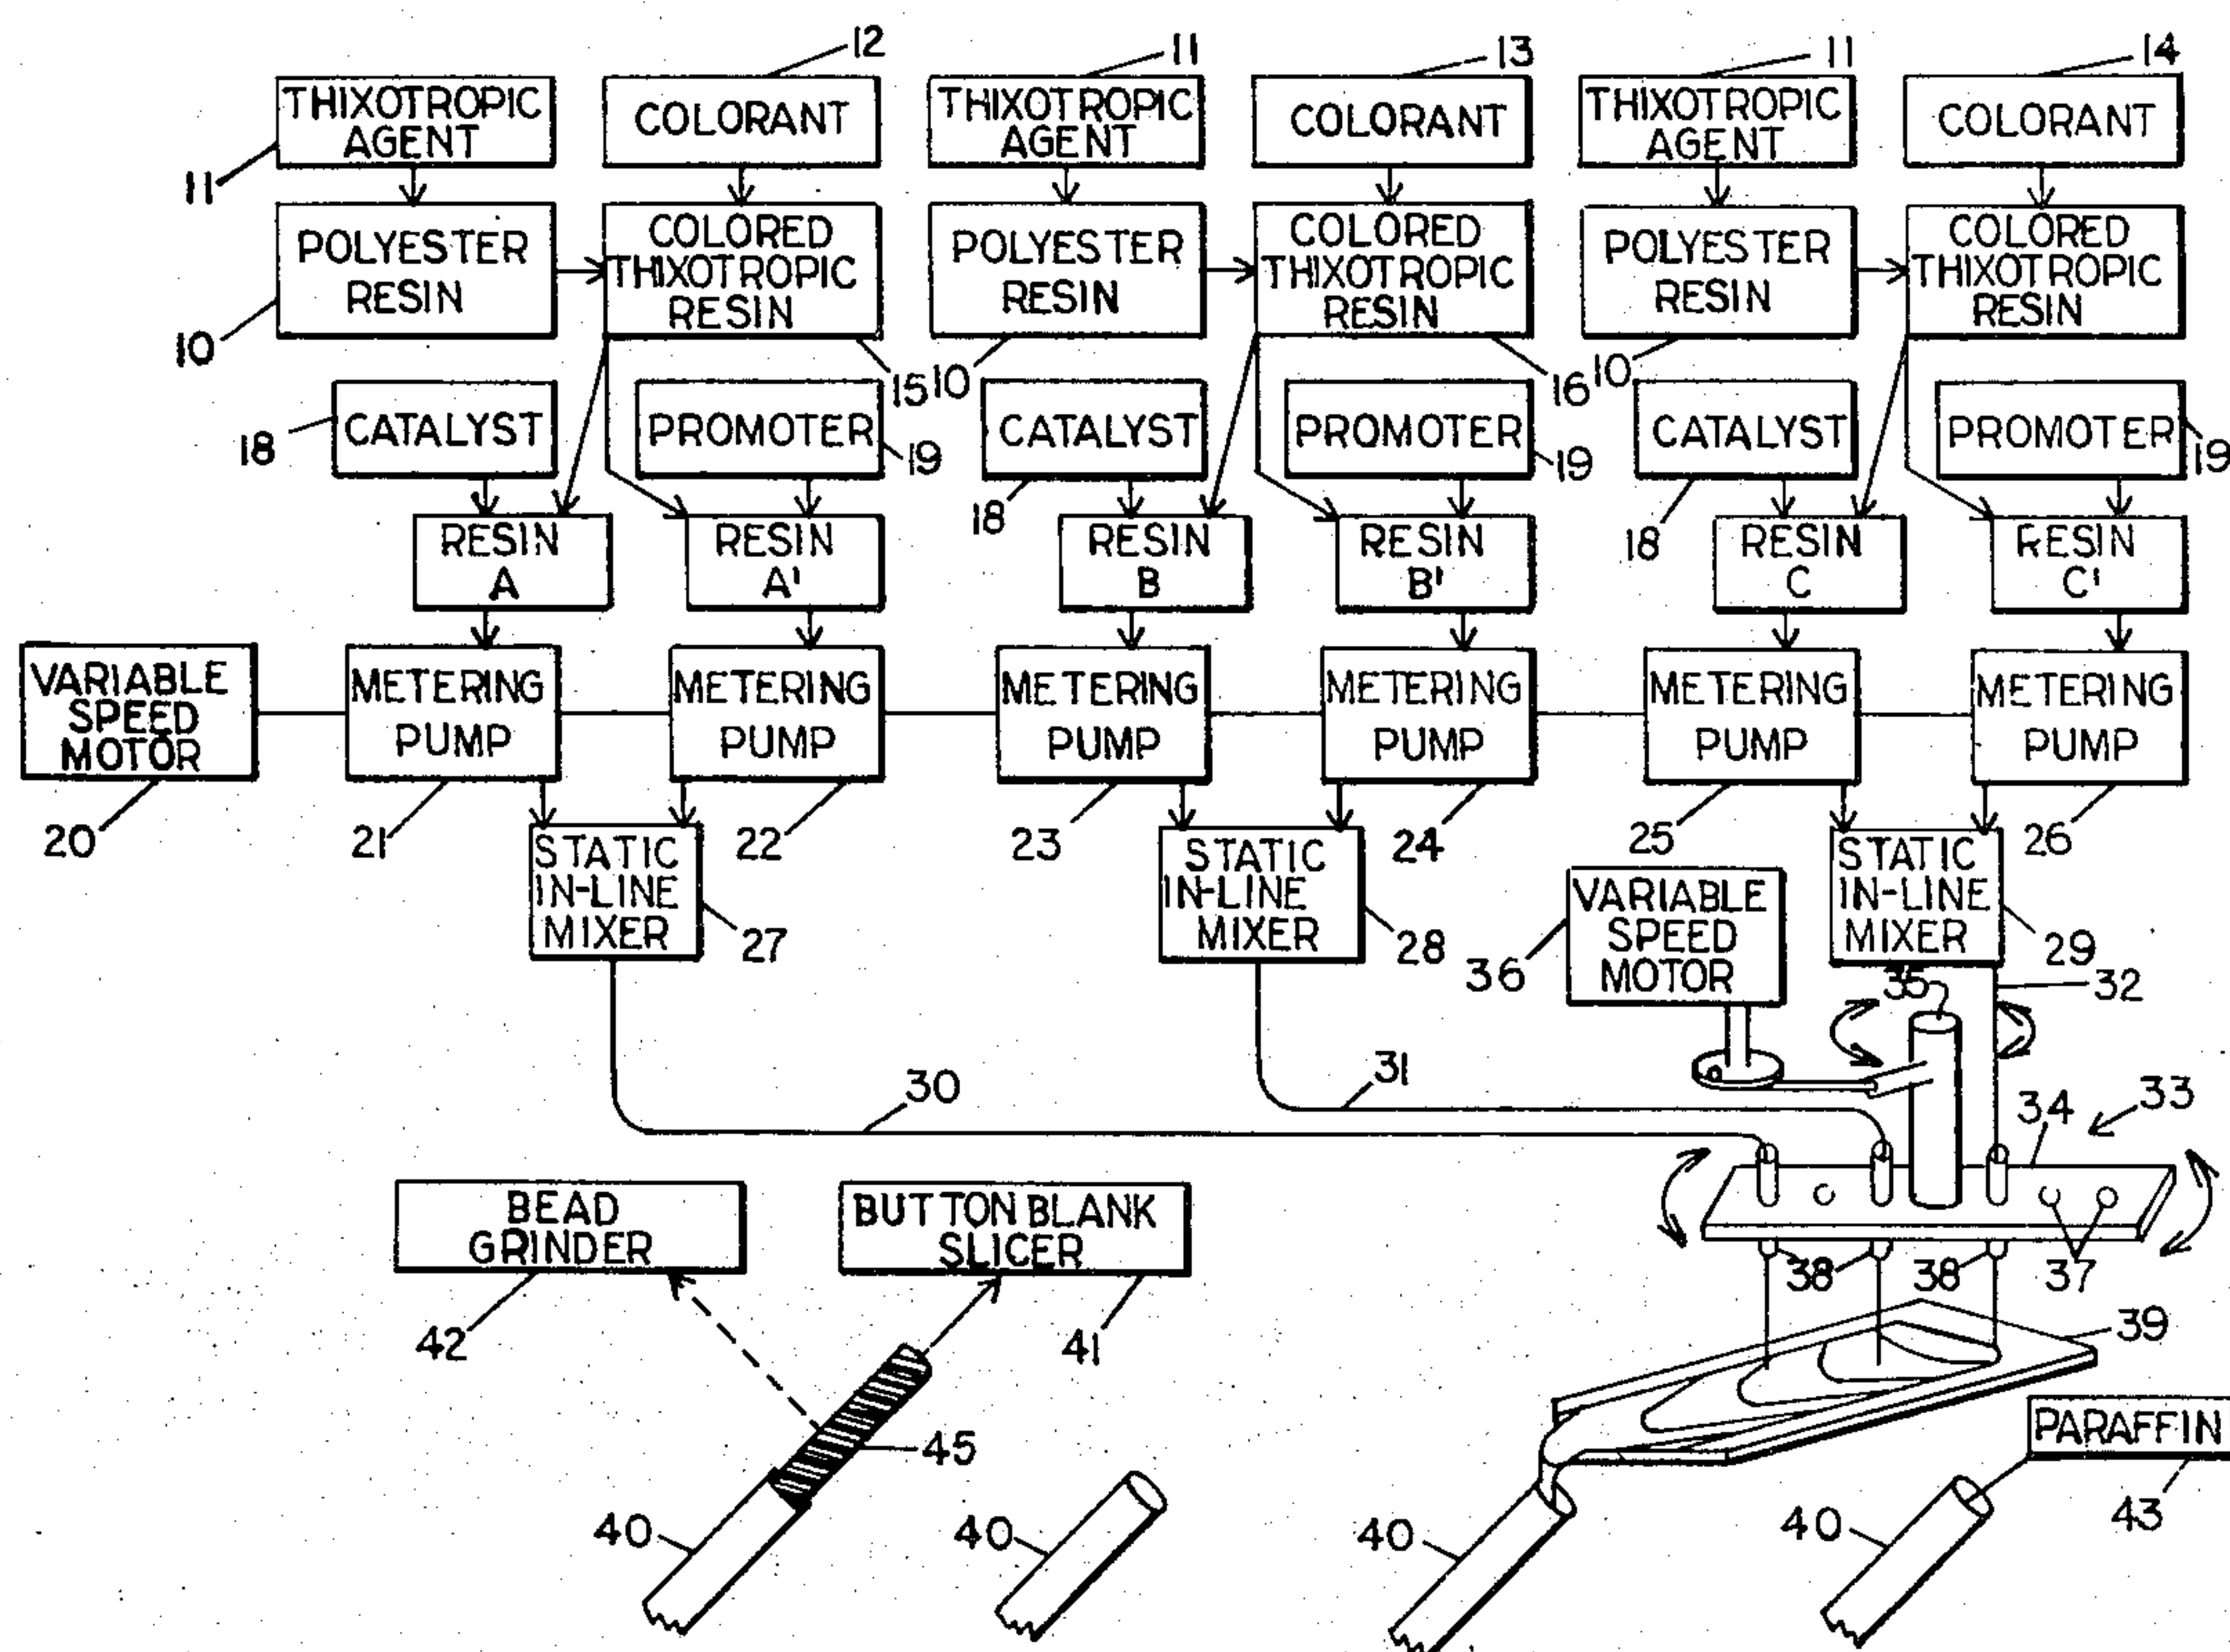 12
11
13
11
14
THIXOTROPIC
AGENT
COLORANT
THIXOTROPIC
AGENT
COLORANT
THIXOTROPIC
AGENT
COLORANT
11
POLYESTER
RESIN
COLORED
THIXOTROPIC
RESIN
POLYESTER
RESIN
COLORED
THIXOTROPIC
RESIN
POLYESTER
RESIN
COLORED
THIXOTROPIC
RESIN
10
15
10
16
10
18
CATALYST
PROMOTER
19
CATALYST
18
PROMOTER
19
CATALYST
18
PROMOTER
19
RESIN
A
RESIN
A'
RESIN
B
RESIN
B'
RESIN
C
RESIN
C'
VARIABLE
SPEED
MOTOR
METERING
PUMP
METERING
PUMP
METERING
PUMP
METERING
PUMP
METERING
PUMP
METERING
PUMP
20
21
22
23
24
25
26
STATIC
IN-LINE
MIXER
27
STATIC
IN-LINE
MIXER
28
36
VARIABLE
SPEED
MOTOR
STATIC
IN-LINE
MIXER
29
35
32
30
31
34
33
BEAD
GRINDER
BUTTON BLANK
SLICER
38
38
37
42
41
39
45
PARAFFIN
40
40
40
40
43